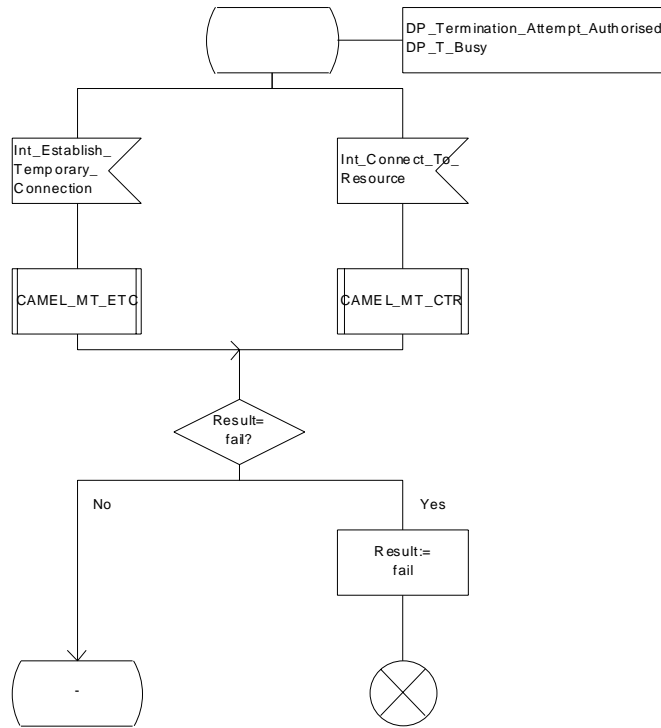 DP_Termination_Attempt_Authorised
DP_T_Busy
Int_Establish_
Temporary_
Connection
Int_Connect_To_
Resource
CAMEL_MT_ETC
CAMEL_MT_CTR
Result=
fail?
No
Yes
Result:=
fail
-